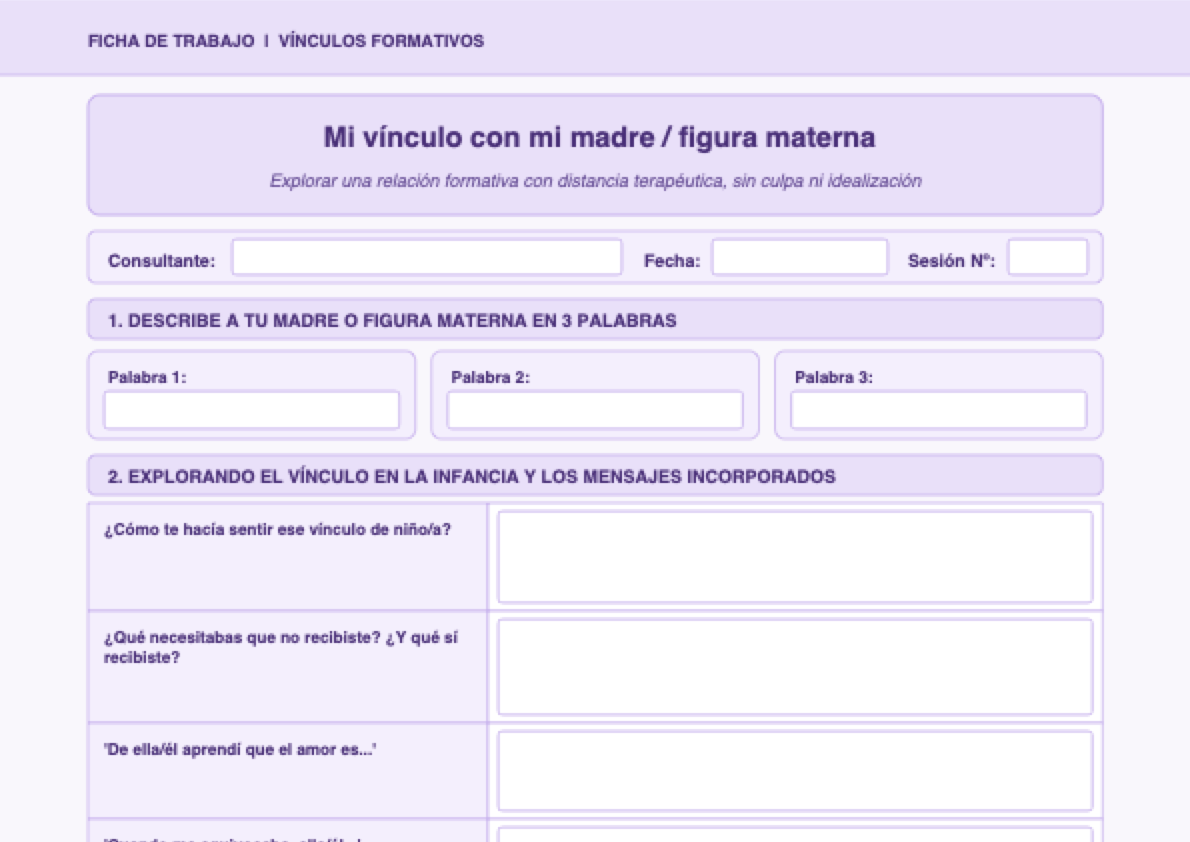 FICHA DE TRABAJO | VÍNCULOS FORMATIVOS
Mi vínculo con mi madre / figura materna
Explorar una relación formativa con distancia terapéutica, sin culpa ni idealización
Consultante: Fecha: Sesión Nº:
1. DESCRIBE A TU MADRE O FIGURA MATERNA EN 3 PALABRAS
Palabra 1: Palabra 2: Palabra 3:
2. EXPLORANDO EL VÍNCULO EN LA INFANCIA Y LOS MENSAJES INCORPORADOS
¿Cómo te hacía sentir ese vínculo de niño/a?
¿Qué necesitabas que no recibiste? ¿Y qué sí
recibiste?
'De ella/él aprendí que el amor es...'